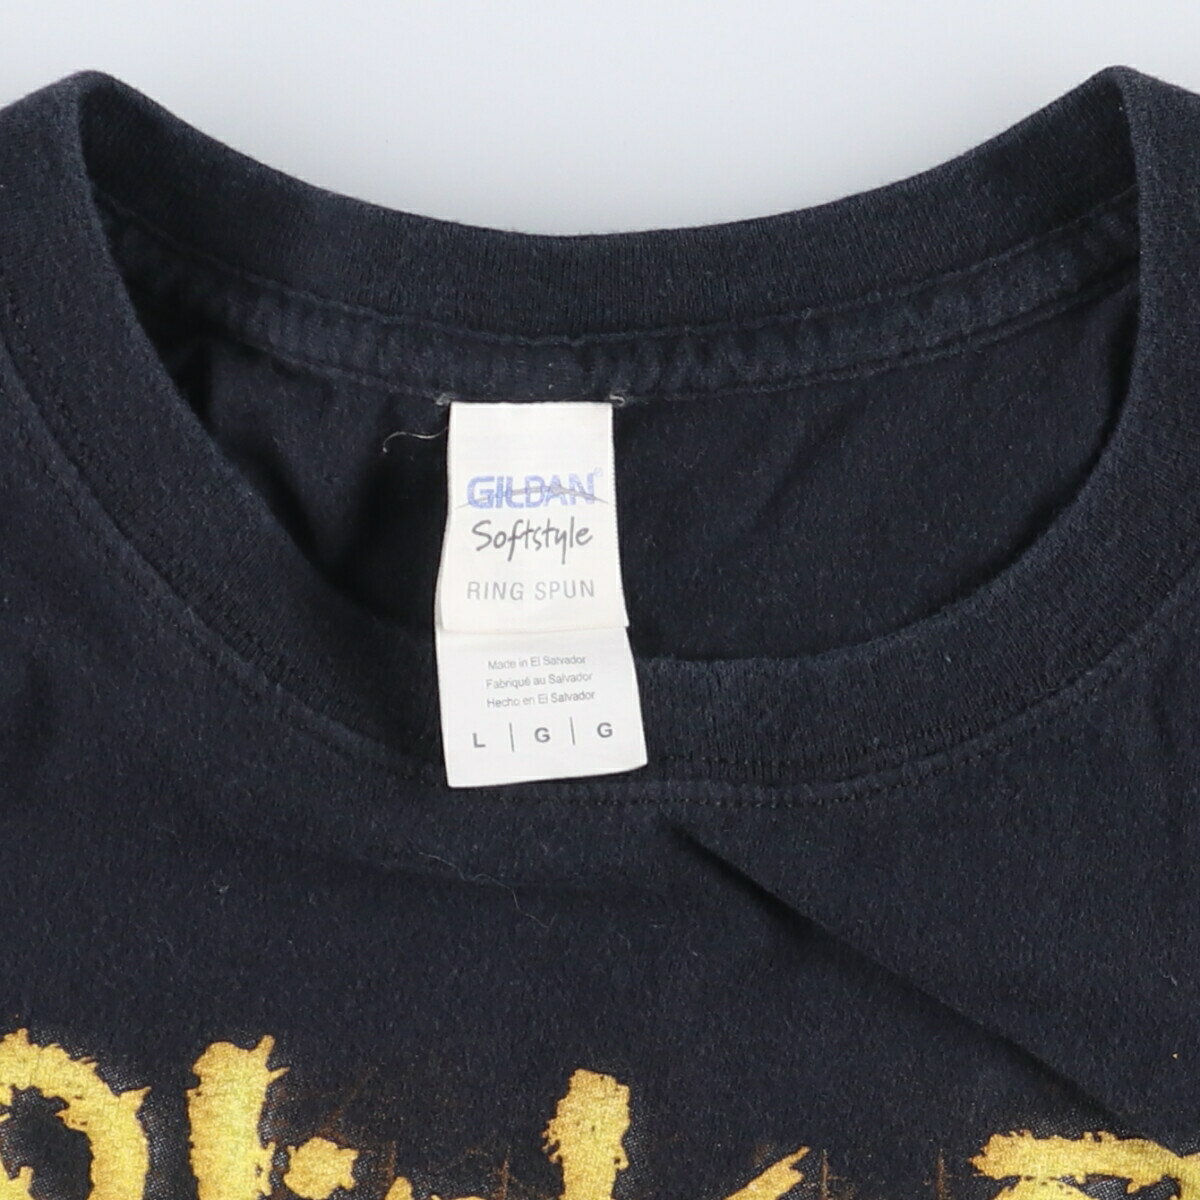 GILDAN®
Softstyle
RING SPUN
Made in El Salvador
Fabriqué au Salvador
Hecho en El Salvador
L | G | G